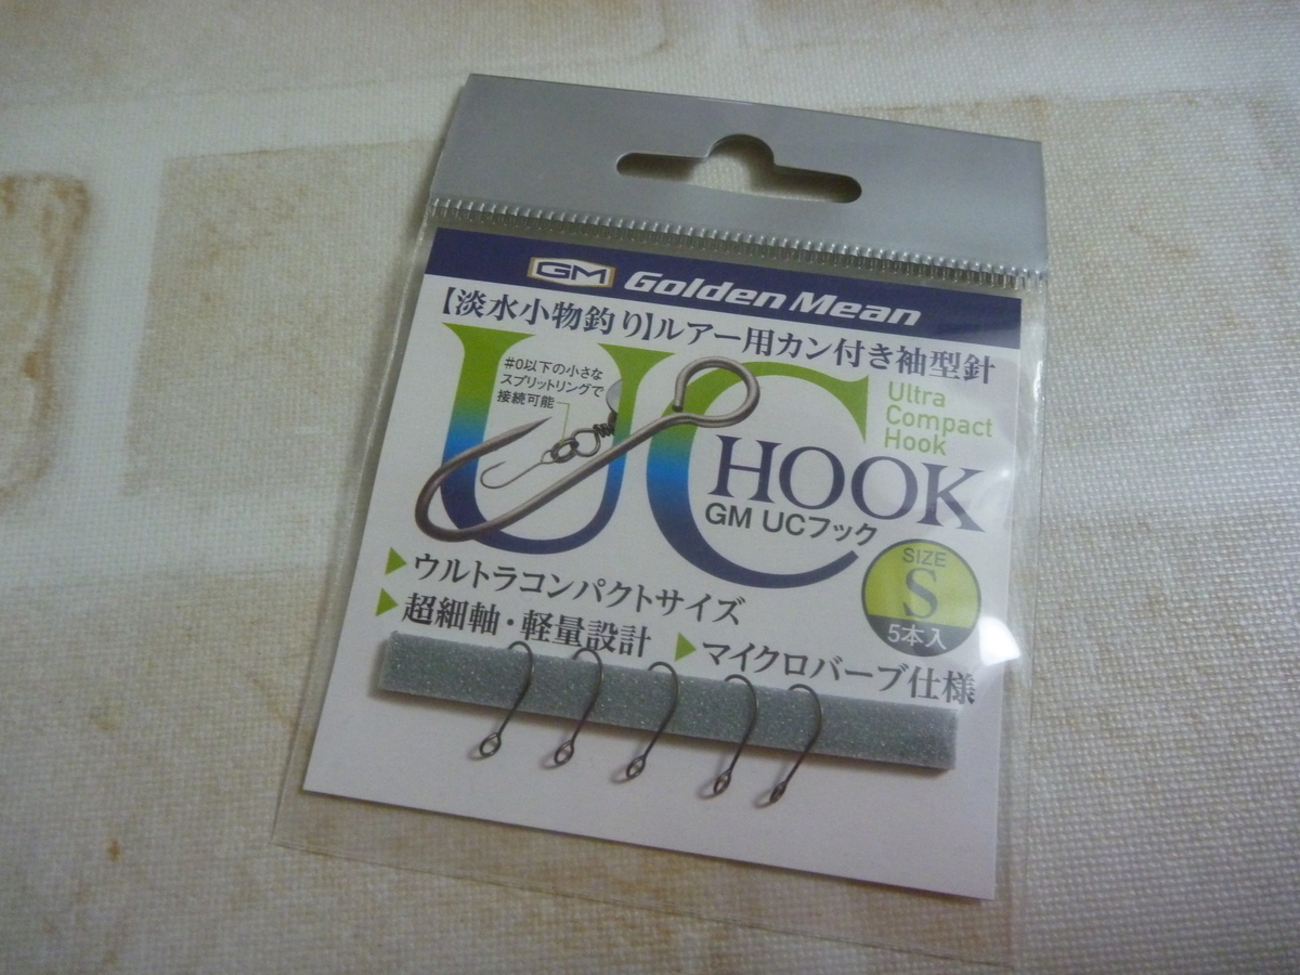 GM Golden Mean
【淡水小物釣り】ルアー用カン付き袖型針
#0以下の小さな
スプリットリングで
接続可能
UC
Ultra
Compact
Hook
HOOK
GM UCフック
SIZE
S
5本入
ウルトラコンパクトサイズ
超細軸・軽量設計
マイクロバーブ仕様